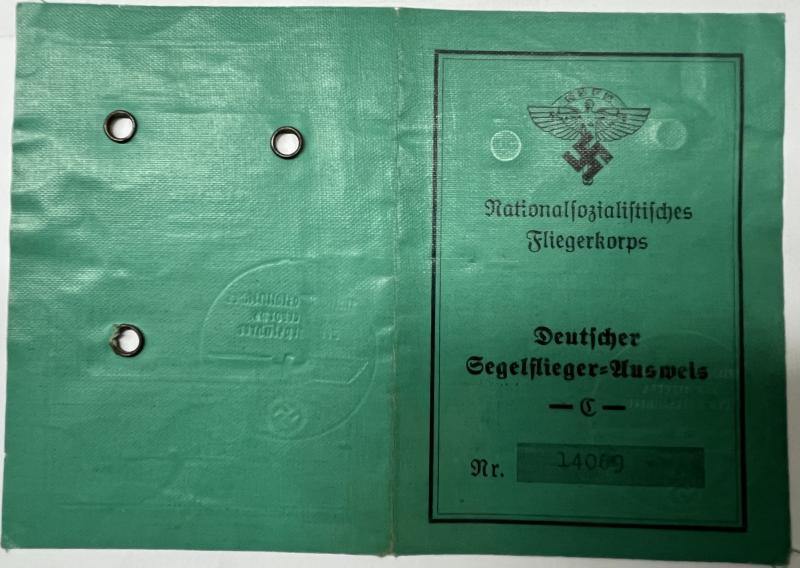 N.S.F.K.
Nationalsozialistisches
Fliegerkorps
Deutscher
Segelflieger=Ausweis
— C —
Nr. 14069